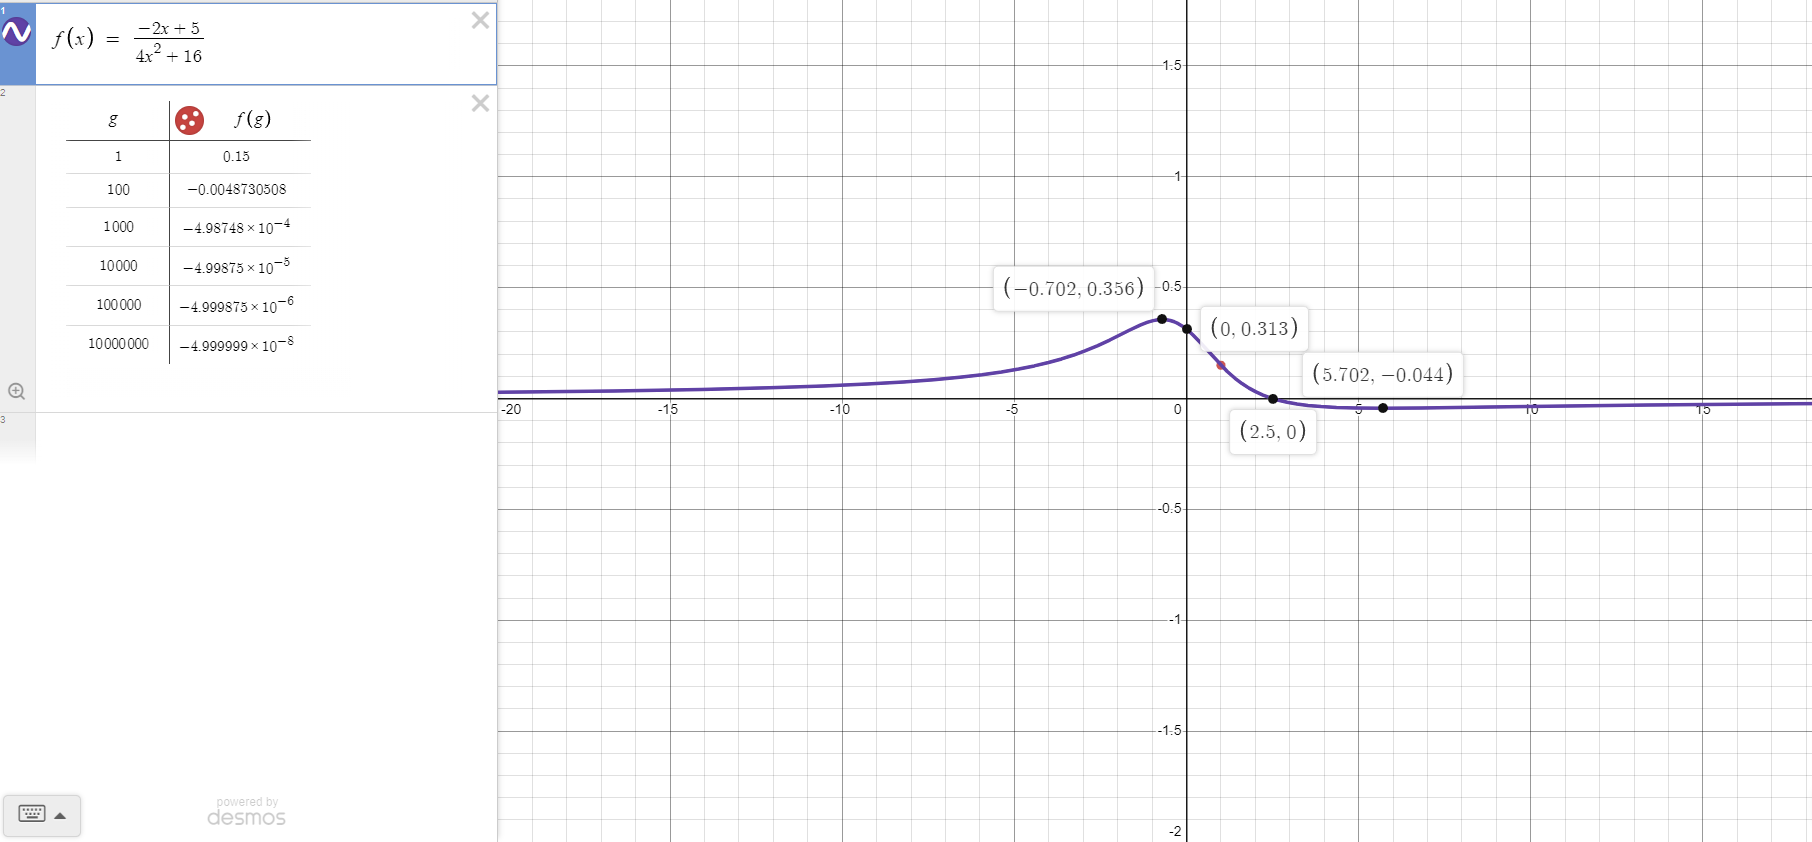 1
f(x) = (−2x + 5)/(4x² + 16)
2
g f(g)
1 0.15
100 −0.0048730508
1000 −4.98748 × 10⁻⁴
10000 −4.99875 × 10⁻⁵
100000 −4.999875 × 10⁻⁶
10000000 −4.999999 × 10⁻⁸
3
powered by
desmos
1.5
1
0.5
(−0.702, 0.356)
(0, 0.313)
(5.702, −0.044)
(2.5, 0)
-20 -15 -10 -5 0 5 10 15
-0.5
-1
-1.5
-2